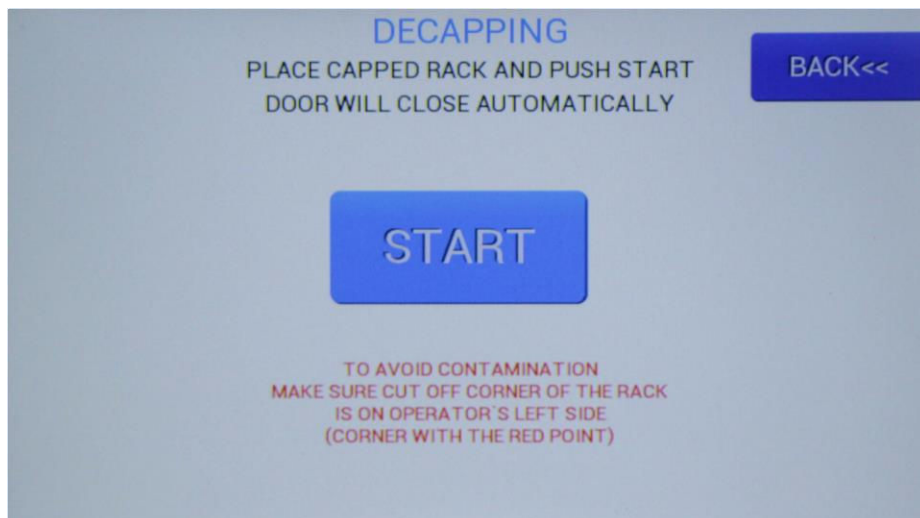 DECAPPING
PLACE CAPPED RACK AND PUSH START
DOOR WILL CLOSE AUTOMATICALLY
BACK<<
START
TO AVOID CONTAMINATION
MAKE SURE CUT OFF CORNER OF THE RACK
IS ON OPERATOR´S LEFT SIDE
(CORNER WITH THE RED POINT)